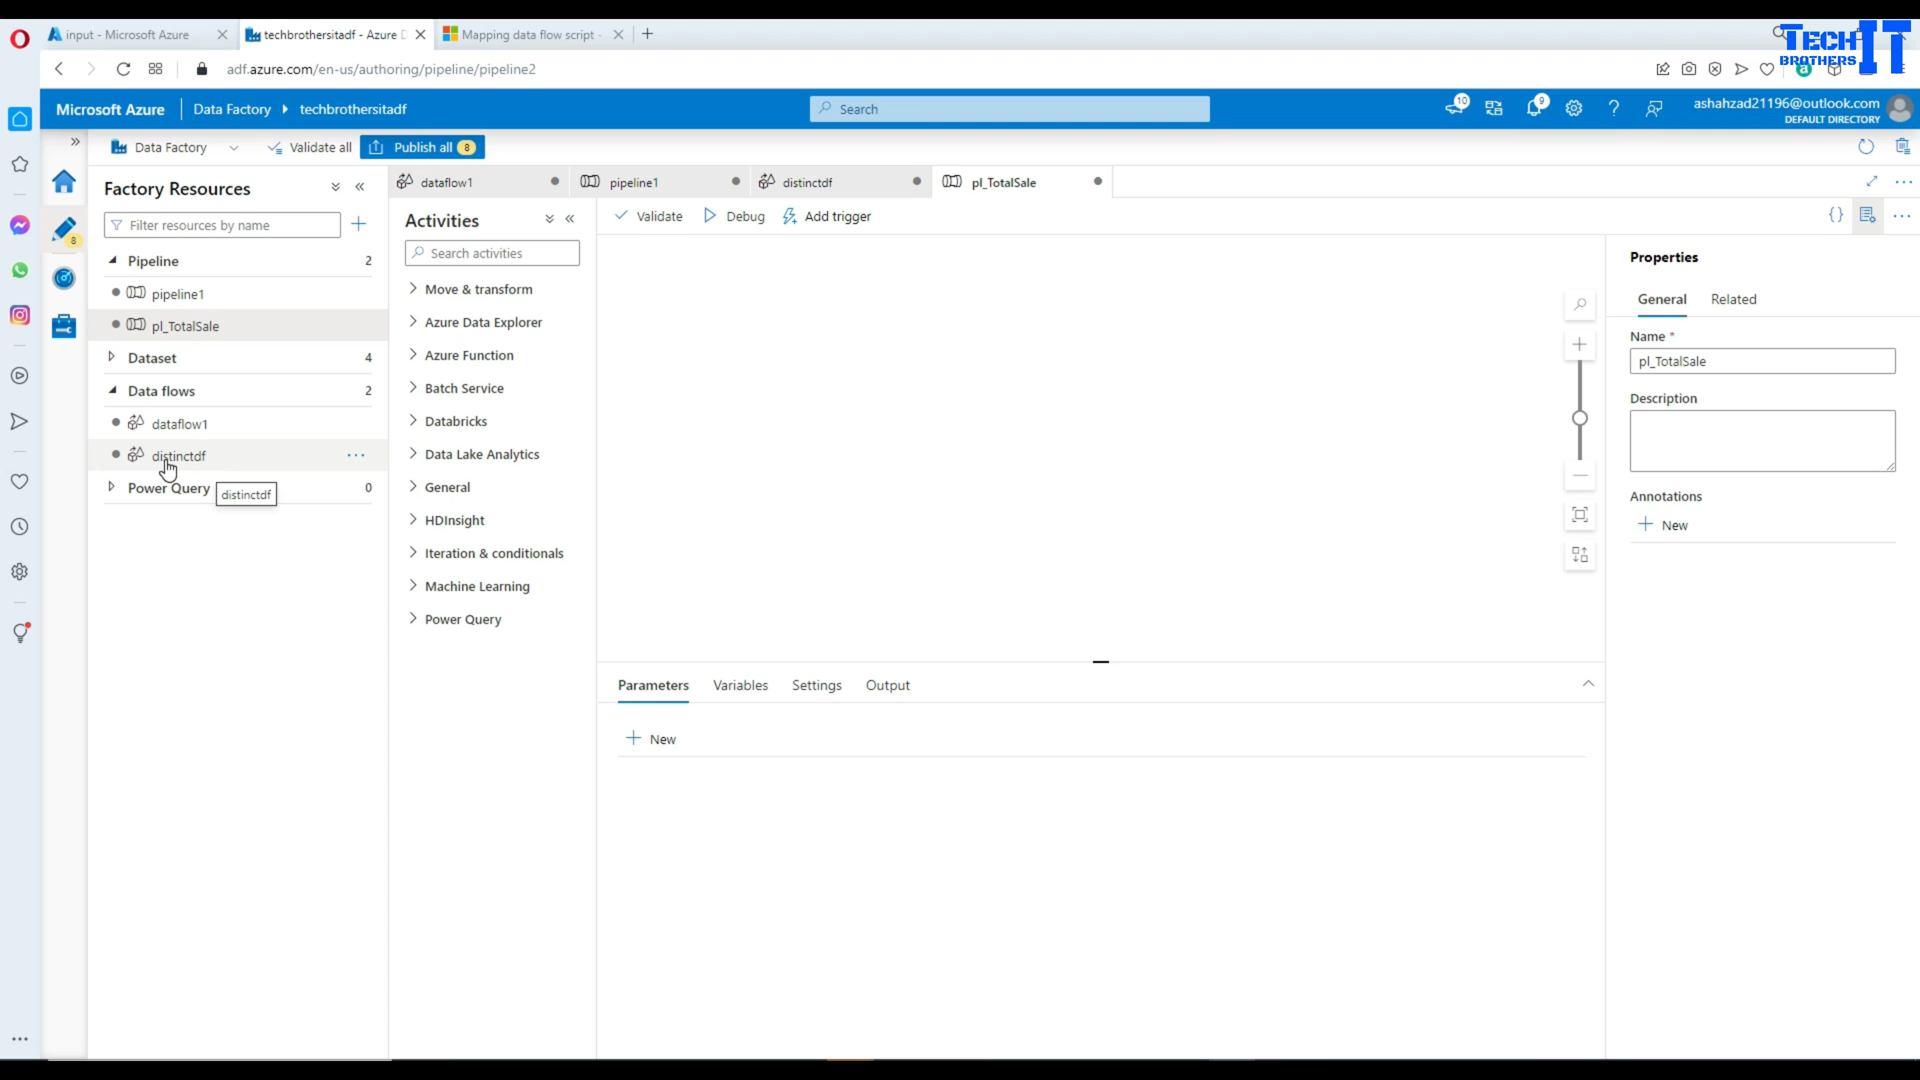 input - Microsoft Azure
techbrothersitadf - Azure D
Mapping data flow script -
TECH IT
BROTHERS
adf.azure.com/en-us/authoring/pipeline/pipeline2
Microsoft Azure
Data Factory
techbrothersitadf
Search
10
9
ashahzad21196@outlook.com
DEFAULT DIRECTORY
Data Factory
Validate all
Publish all
8
Factory Resources
Filter resources by name
8
Pipeline
2
pipeline1
pl_TotalSale
Dataset
4
Data flows
2
dataflow1
distinctdf
Power Query
0
distinctdf
dataflow1
pipeline1
distinctdf
pl_TotalSale
Activities
Search activities
Move & transform
Azure Data Explorer
Azure Function
Batch Service
Databricks
Data Lake Analytics
General
HDInsight
Iteration & conditionals
Machine Learning
Power Query
Validate
Debug
Add trigger
Parameters
Variables
Settings
Output
New
Properties
General
Related
Name *
pl_TotalSale
Description
Annotations
New